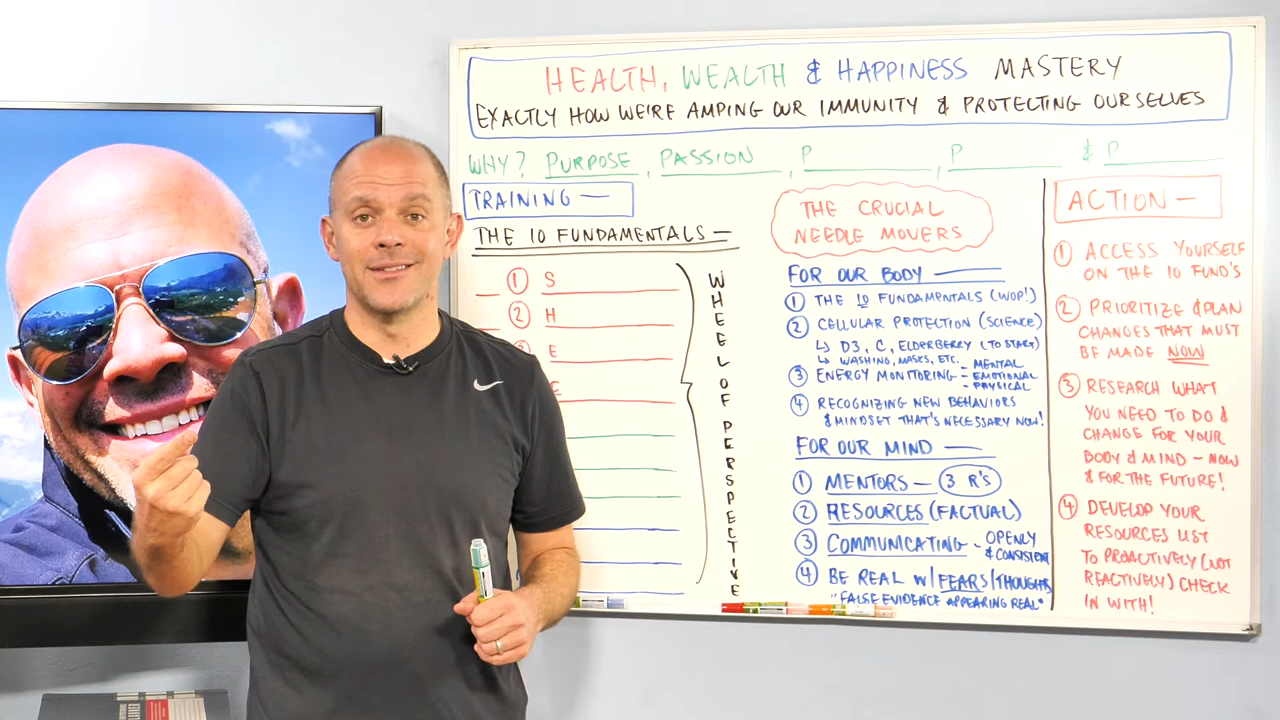 HEALTH, WEALTH & HAPPINESS MASTERY
EXACTLY HOW WE'RE AMPING OUR IMMUNITY & PROTECTING OURSELVES
WHY? PURPOSE, PASSION, P, P & P
TRAINING —
THE 10 FUNDAMENTALS —
① S
② H
E
WHEEL OF PERSPECTIVE
THE CRUCIAL
NEEDLE MOVERS
FOR OUR BODY —
① THE 10 FUNDAMENTALS (WOP!)
② CELLULAR PROTECTION (SCIENCE)
↳ D3, C, ELDERBERRY (TO START)
↳ WASHING, MASKS, ETC.
③ ENERGY MONITORING
– MENTAL
– EMOTIONAL
– PHYSICAL
④ RECOGNIZING NEW BEHAVIORS
& MINDSET THAT'S NECESSARY NOW!
FOR OUR MIND —
① MENTORS — 3 R'S
② RESOURCES (FACTUAL)
③ COMMUNICATING - OPENLY
& CONSISTENT
④ BE REAL W/ FEARS/THOUGHTS
"FALSE EVIDENCE APPEARING REAL"
ACTION —
① ACCESS YOURSELF
ON THE 10 FUND'S
② PRIORITIZE & PLAN
CHANGES THAT MUST
BE MADE NOW
③ RESEARCH WHAT
YOU NEED TO DO &
CHANGE FOR YOUR
BODY & MIND – NOW
& FOR THE FUTURE!
④ DEVELOP YOUR
RESOURCES LIST
TO PROACTIVELY (NOT
REACTIVELY) CHECK
IN WITH!